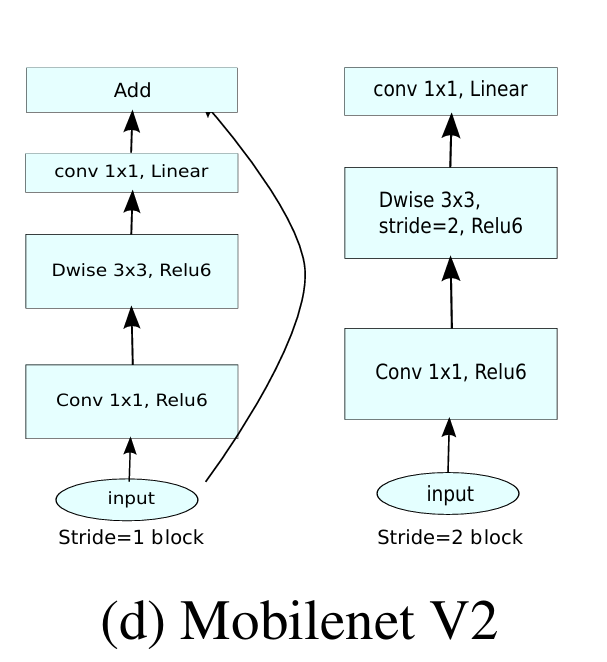 Add
conv 1x1, Linear
Dwise 3x3, Relu6
Conv 1x1, Relu6
input
Stride=1 block
conv 1x1, Linear
Dwise 3x3,
stride=2, Relu6
Conv 1x1, Relu6
input
Stride=2 block
(d) Mobilenet V2